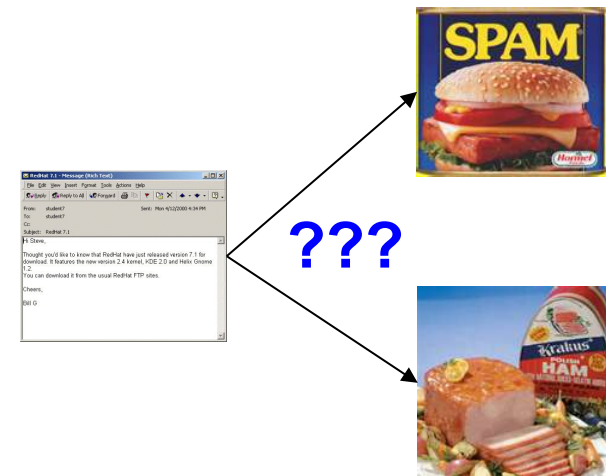 SPAM
Hormel
RedHat 7.1 - Message (Rich Text)
File Edit View Insert Format Tools Actions Help
Reply Reply to All Forward
From: student7 Sent: Mon 4/12/2000 4:34 PM
To: student7
Cc:
Subject: RedHat 7.1
Hi Steve,
Thought you'd like to know that RedHat have just released version 7.1 for
download. It features the new version 2.4 kernel, KDE 2.0 and Helix Gnome
1.2.
You can download it from the usual RedHat FTP sites.
Cheers,
Bill G
???
Krakus
POLISH
HAM